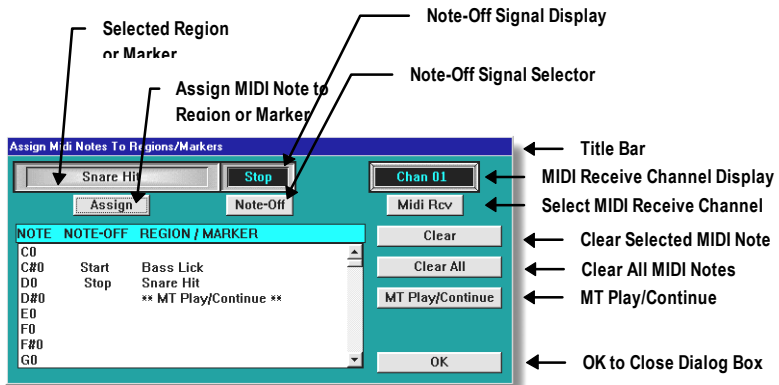 Note-Off Signal Display
Selected Region
or Marker
Note-Off Signal Selector
Assign MIDI Note to
Region or Marker
Assign Midi Notes To Regions/Markers
Title Bar
Snare Hit
Stop
Chan 01
MIDI Receive Channel Display
Assign
Note-Off
Midi Rcv
Select MIDI Receive Channel
NOTE NOTE-OFF REGION / MARKER
Clear
Clear Selected MIDI Note
C0
C#0 Start Bass Lick
Clear All
Clear All MIDI Notes
D0 Stop Snare Hit
D#0 ** MT Play/Continue **
MT Play/Continue
MT Play/Continue
E0
F0
F#0
G0
OK
OK to Close Dialog Box